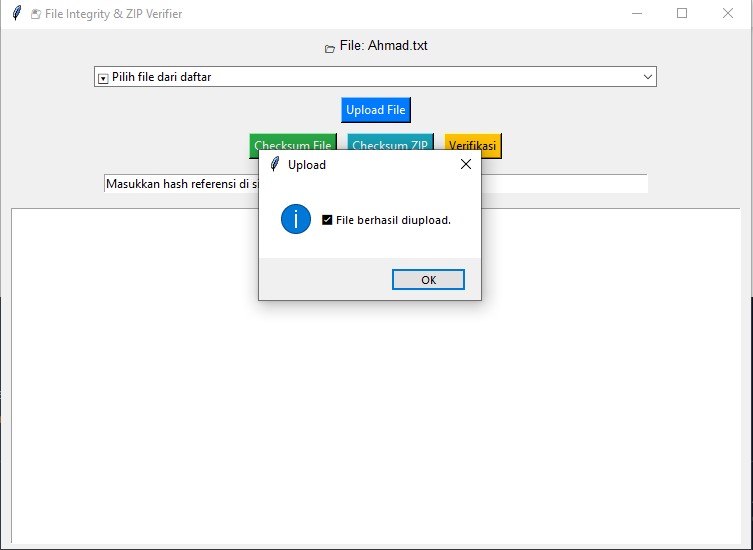 File Integrity & ZIP Verifier
File: Ahmad.txt
Pilih file dari daftar
Upload File
Checksum File
Checksum ZIP
Verifikasi
Masukkan hash referensi di si
Upload
File berhasil diupload.
OK